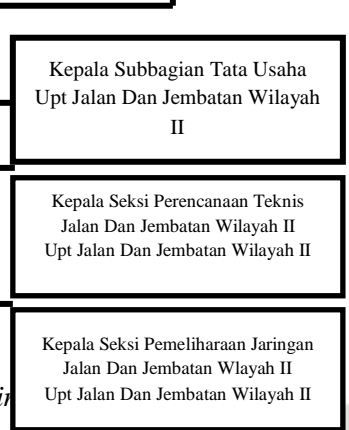 Kepala Subbagian Tata Usaha
Upt Jalan Dan Jembatan Wilayah
II
Kepala Seksi Perencanaan Teknis
Jalan Dan Jembatan Wilayah II
Upt Jalan Dan Jembatan Wilayah II
Kepala Seksi Pemeliharaan Jaringan
Jalan Dan Jembatan Wlayah II
Upt Jalan Dan Jembatan Wilayah II